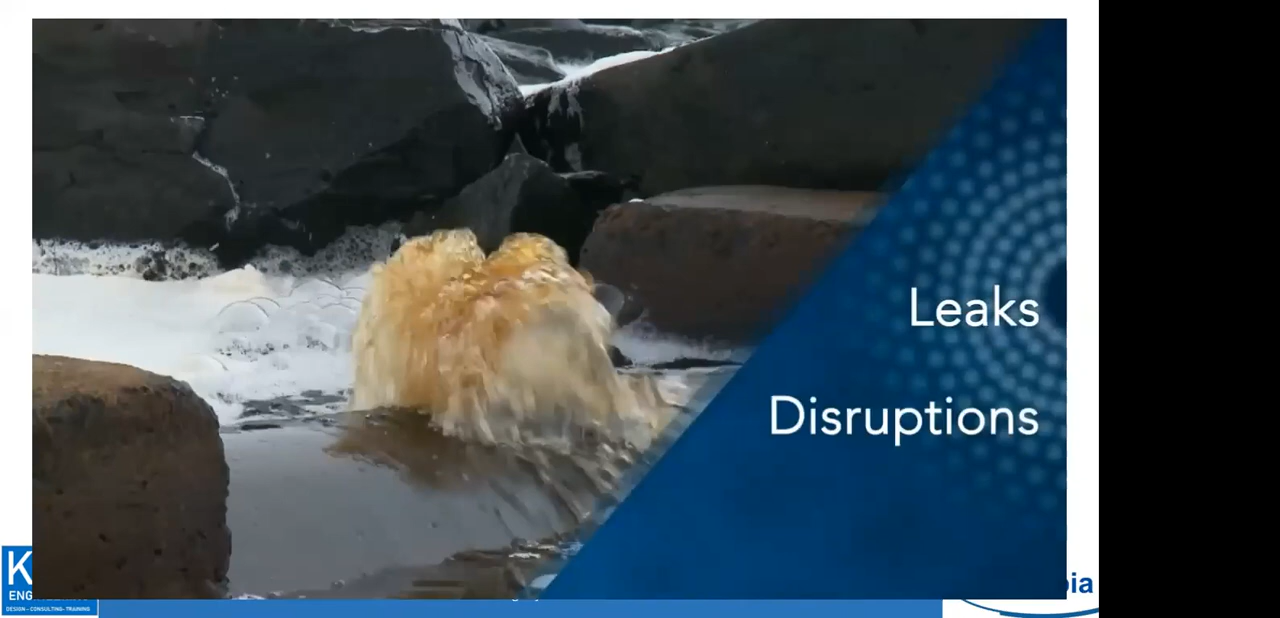 Leaks
Disruptions
K
ENG
DESIGN – CONSULTING- TRAINING